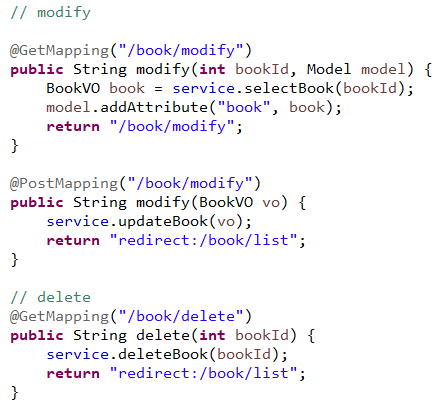 // modify
@GetMapping("/book/modify")
public String modify(int bookId, Model model) {
    BookVO book = service.selectBook(bookId);
    model.addAttribute("book", book);
    return "/book/modify";
}
@PostMapping("/book/modify")
public String modify(BookVO vo) {
    service.updateBook(vo);
    return "redirect:/book/list";
}
// delete
@GetMapping("/book/delete")
public String delete(int bookId) {
    service.deleteBook(bookId);
    return "redirect:/book/list";
}